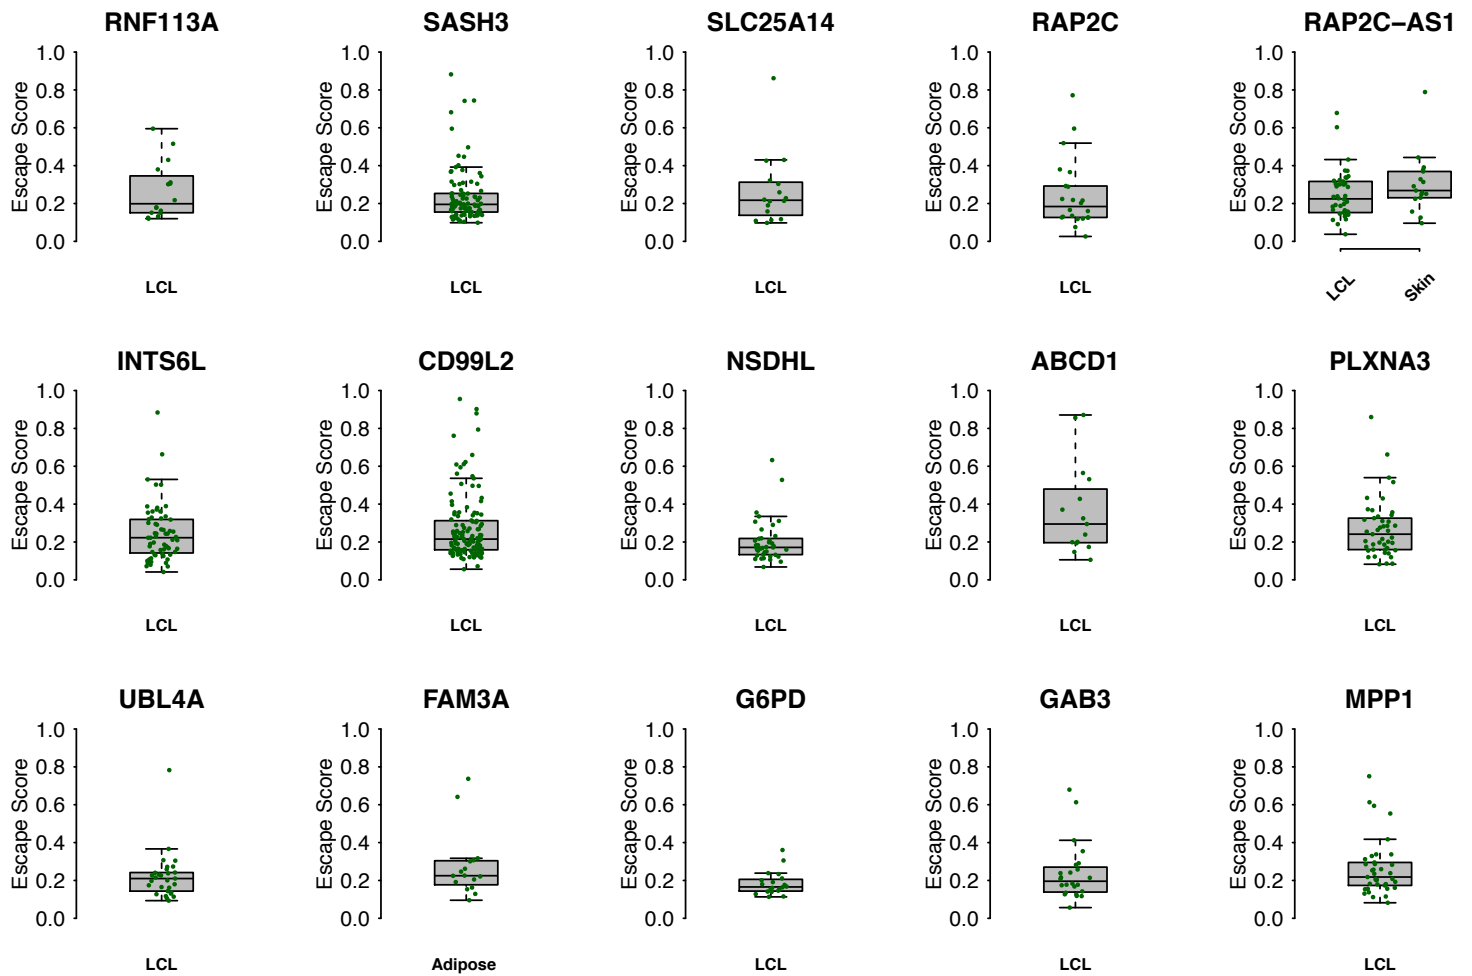 RNF113A SASH3 SLC25A14 RAP2C RAP2C−AS1
Escape Score Escape Score Escape Score Escape Score Escape Score
1.0 1.0 1.0 1.0 1.0
0.8 0.8 0.8 0.8 0.8
0.6 0.6 0.6 0.6 0.6
0.4 0.4 0.4 0.4 0.4
0.2 0.2 0.2 0.2 0.2
0.0 0.0 0.0 0.0 0.0
LCL LCL LCL LCL LCL Skin
INTS6L CD99L2 NSDHL ABCD1 PLXNA3
Escape Score Escape Score Escape Score Escape Score Escape Score
1.0 1.0 1.0 1.0 1.0
0.8 0.8 0.8 0.8 0.8
0.6 0.6 0.6 0.6 0.6
0.4 0.4 0.4 0.4 0.4
0.2 0.2 0.2 0.2 0.2
0.0 0.0 0.0 0.0 0.0
LCL LCL LCL LCL LCL
UBL4A FAM3A G6PD GAB3 MPP1
Escape Score Escape Score Escape Score Escape Score Escape Score
1.0 1.0 1.0 1.0 1.0
0.8 0.8 0.8 0.8 0.8
0.6 0.6 0.6 0.6 0.6
0.4 0.4 0.4 0.4 0.4
0.2 0.2 0.2 0.2 0.2
0.0 0.0 0.0 0.0 0.0
LCL Adipose LCL LCL LCL